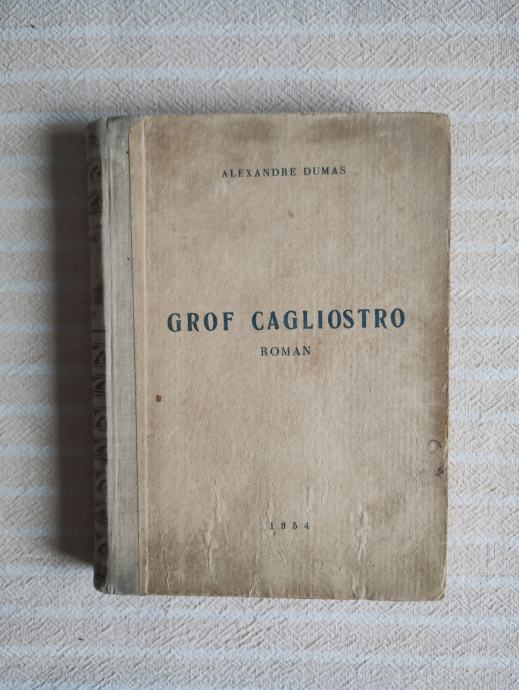 ALEXANDRE DUMAS
GROF CAGLIOSTRO
ROMAN
1954